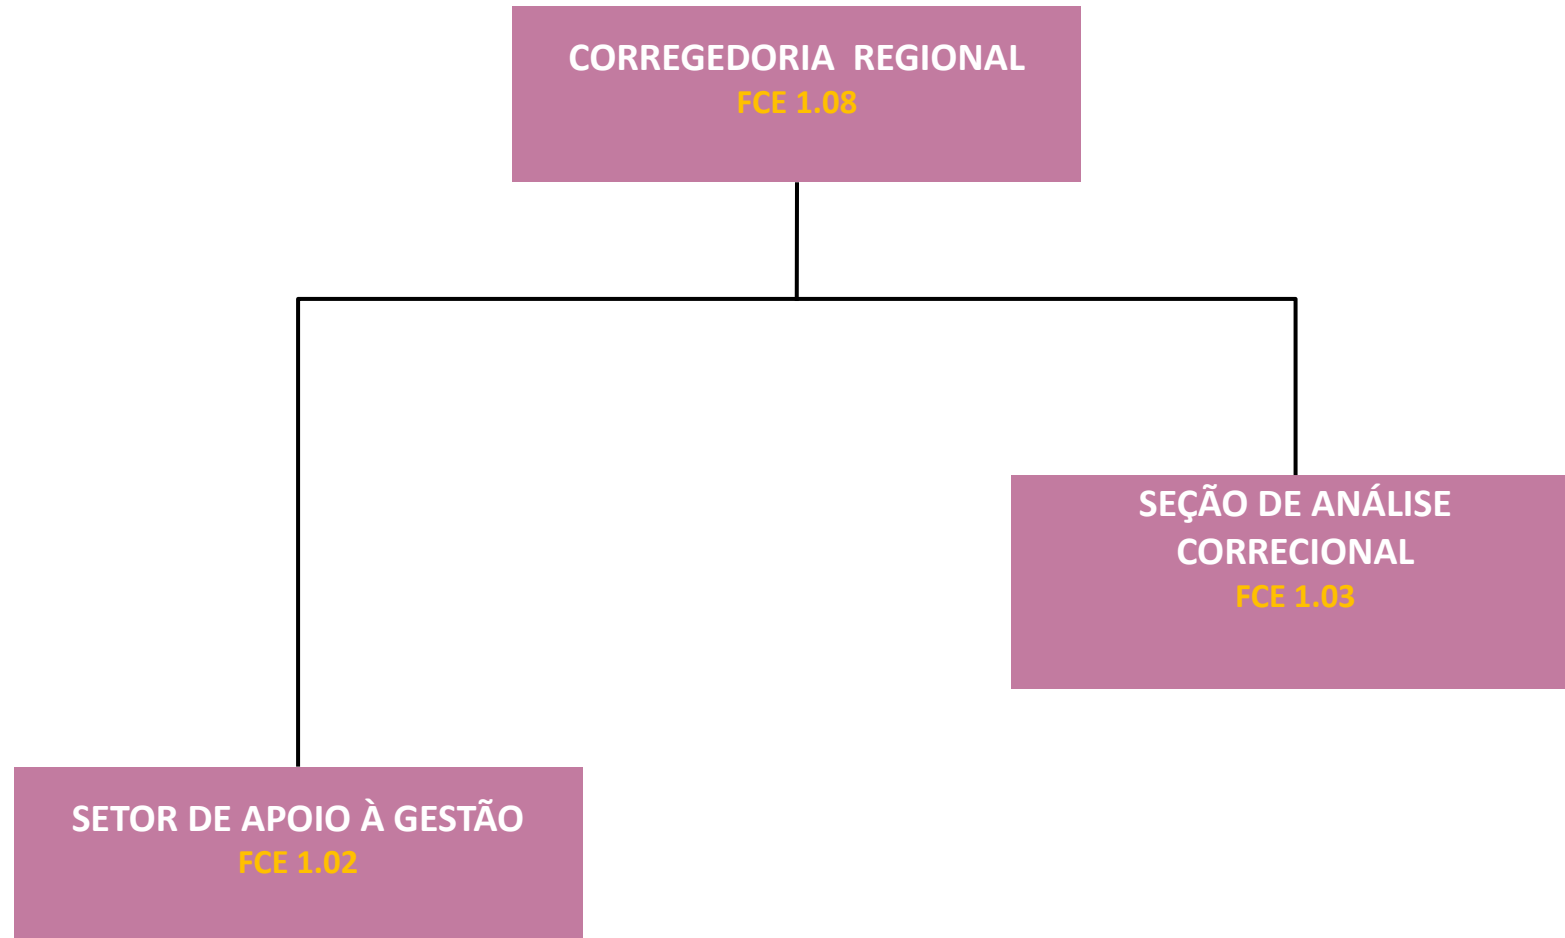 CORREGEDORIA REGIONAL
FCE 1.08
SEÇÃO DE ANÁLISE
CORRECIONAL
FCE 1.03
SETOR DE APOIO À GESTÃO
FCE 1.02